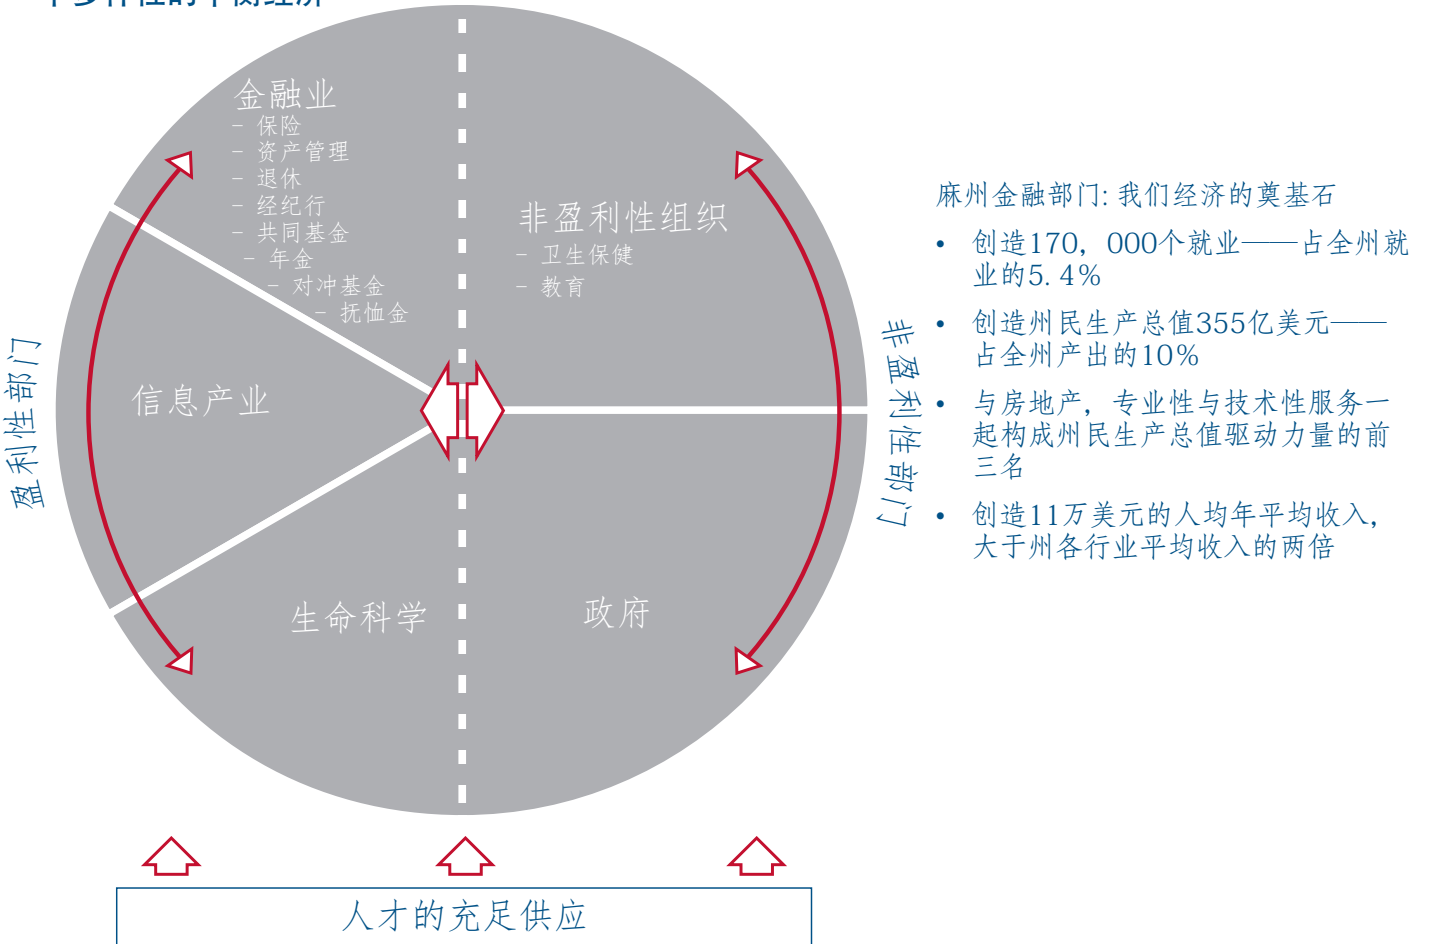 金融业
- 保险
- 资产管理
- 退休
- 经纪行
- 共同基金
- 年金
- 对冲基金
- 抚恤金
信息产业
生命科学
非盈利性组织
- 卫生保健
- 教育
政府
盈利性部门
非盈利性部门
麻州金融部门: 我们经济的奠基石
• 创造170, 000个就业——占全州就
业的5. 4%
• 创造州民生产总值355亿美元——
占全州产出的10%
• 与房地产, 专业性与技术性服务一
起构成州民生产总值驱动力量的前
三名
• 创造11万美元的人均年平均收入,
大于州各行业平均收入的两倍
人才的充足供应